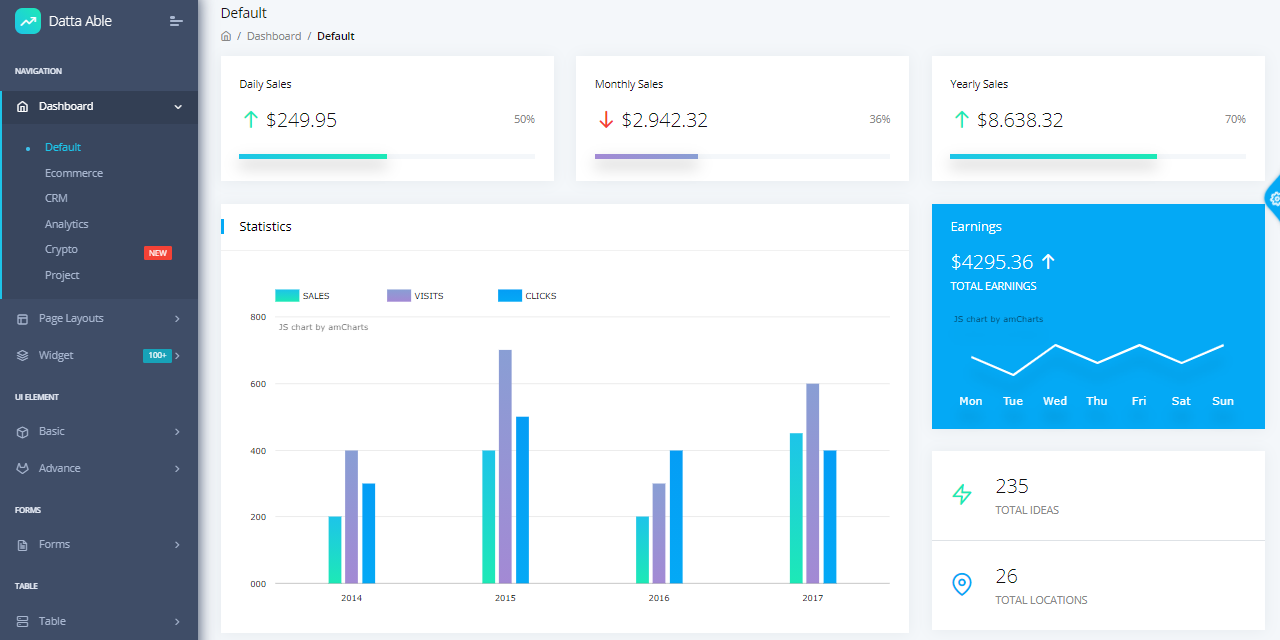 Datta Able
NAVIGATION
Dashboard
Default
Ecommerce
CRM
Analytics
Crypto NEW
Project
Page Layouts
Widget 100+
UI ELEMENT
Basic
Advance
FORMS
Forms
TABLE
Table
Default
/ Dashboard / Default
Daily Sales
$249.95 50%
Monthly Sales
$2.942.32 36%
Yearly Sales
$8.638.32 70%
Statistics
SALES VISITS CLICKS
JS chart by amCharts
800
600
400
200
000
2014 2015 2016 2017
Earnings
$4295.36
TOTAL EARNINGS
JS chart by amCharts
Mon Tue Wed Thu Fri Sat Sun
235
TOTAL IDEAS
26
TOTAL LOCATIONS